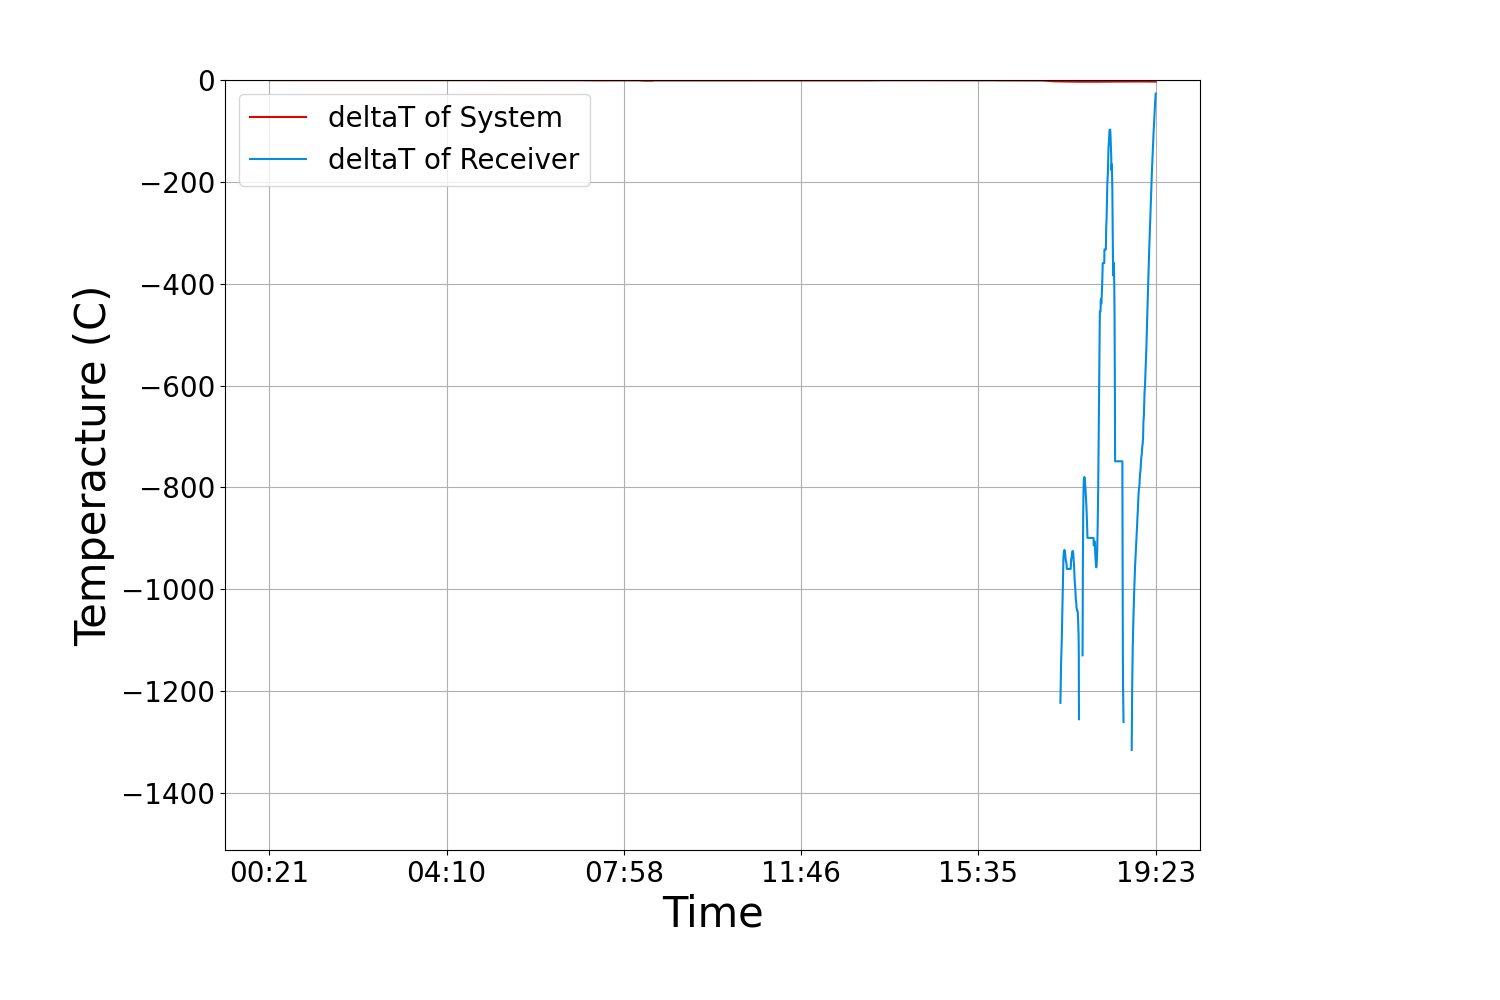 0
−200
−400
−600
−800
−1000
−1200
−1400
Temperacture (C)
deltaT of System
deltaT of Receiver
00:21 04:10 07:58 11:46 15:35 19:23
Time